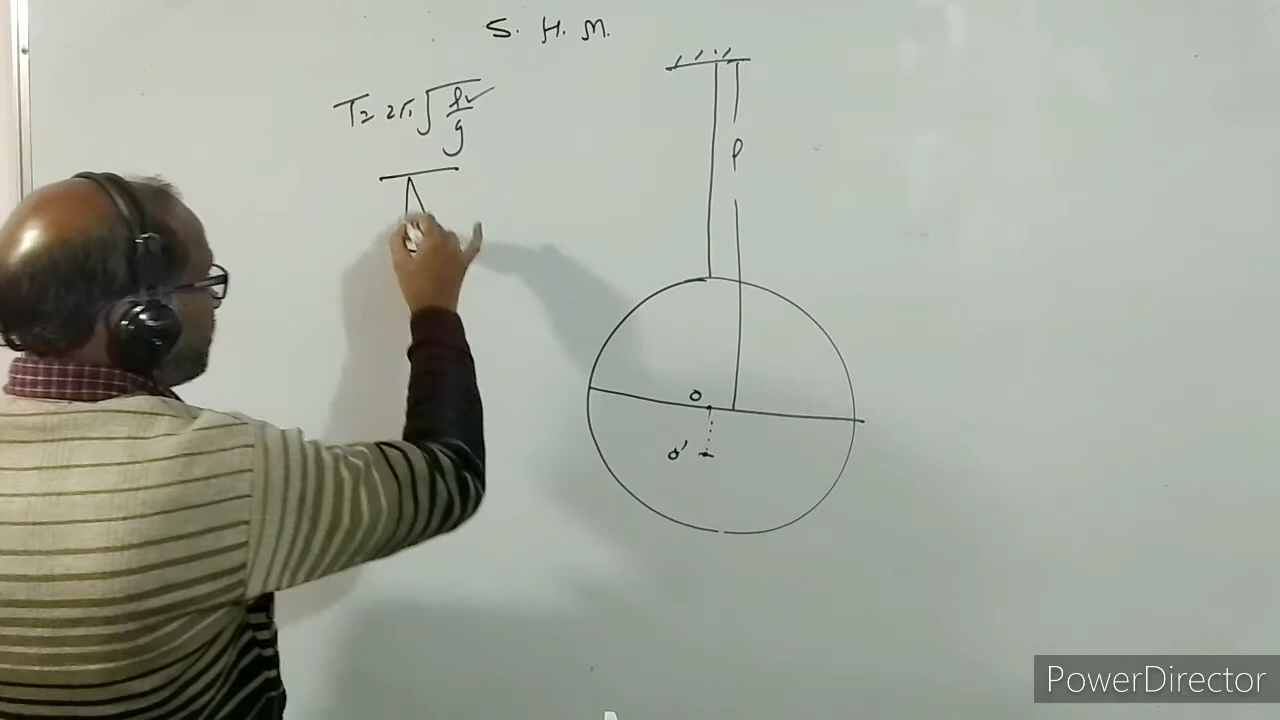 S. H. M.
T = 2π √(l/g)
l
O
O'
PowerDirector